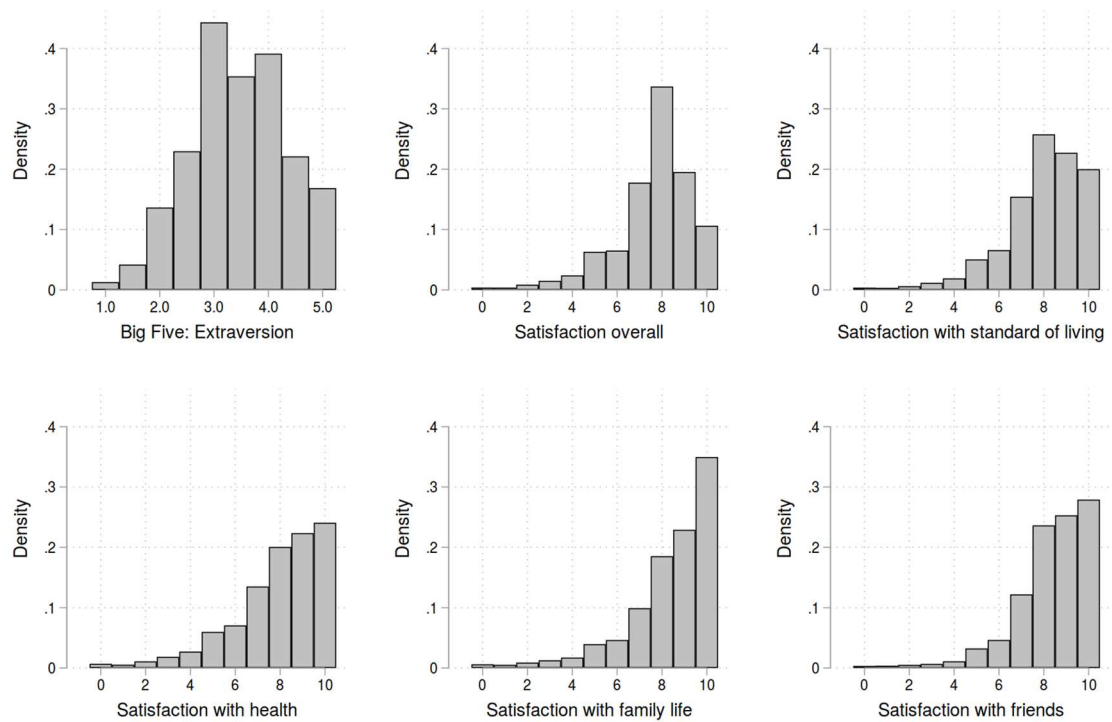 Density
.4
.3
.2
.1
0
1.0 2.0 3.0 4.0 5.0
Big Five: Extraversion
Density
.4
.3
.2
.1
0
0 2 4 6 8 10
Satisfaction overall
Density
.4
.3
.2
.1
0
0 2 4 6 8 10
Satisfaction with standard of living
Density
.4
.3
.2
.1
0
0 2 4 6 8 10
Satisfaction with health
Density
.4
.3
.2
.1
0
0 2 4 6 8 10
Satisfaction with family life
Density
.4
.3
.2
.1
0
0 2 4 6 8 10
Satisfaction with friends